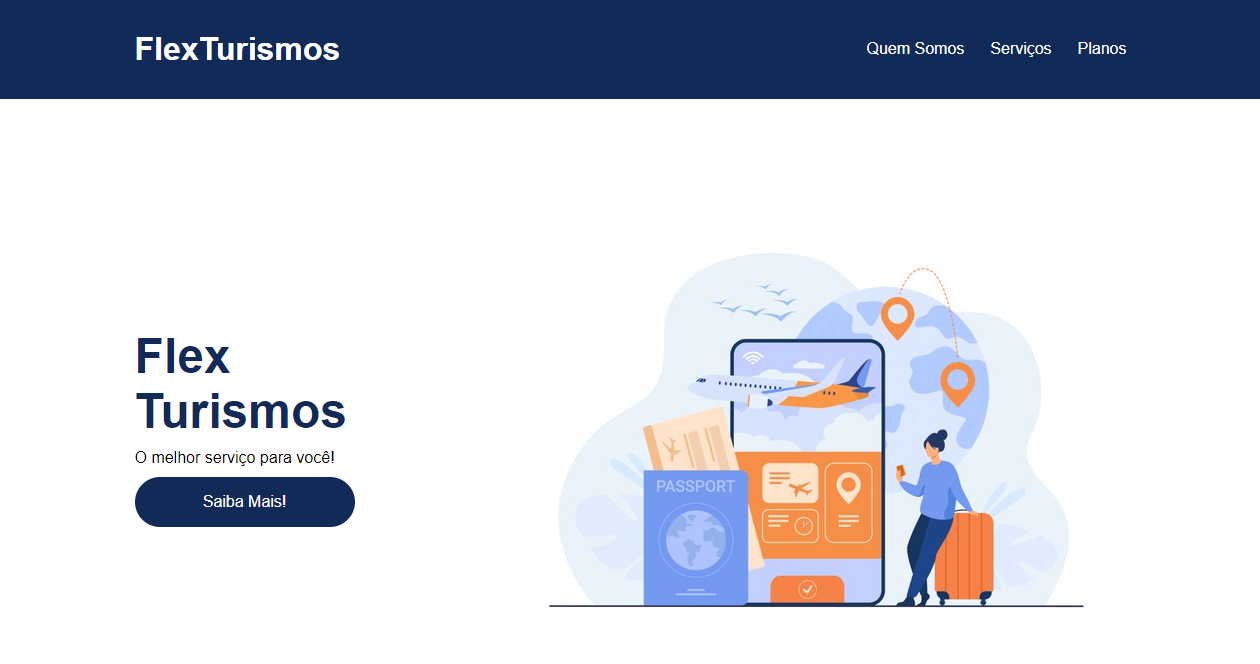 FlexTurismos
Quem Somos Serviços Planos
Flex
Turismos
O melhor serviço para você!
Saiba Mais!
PASSPORT